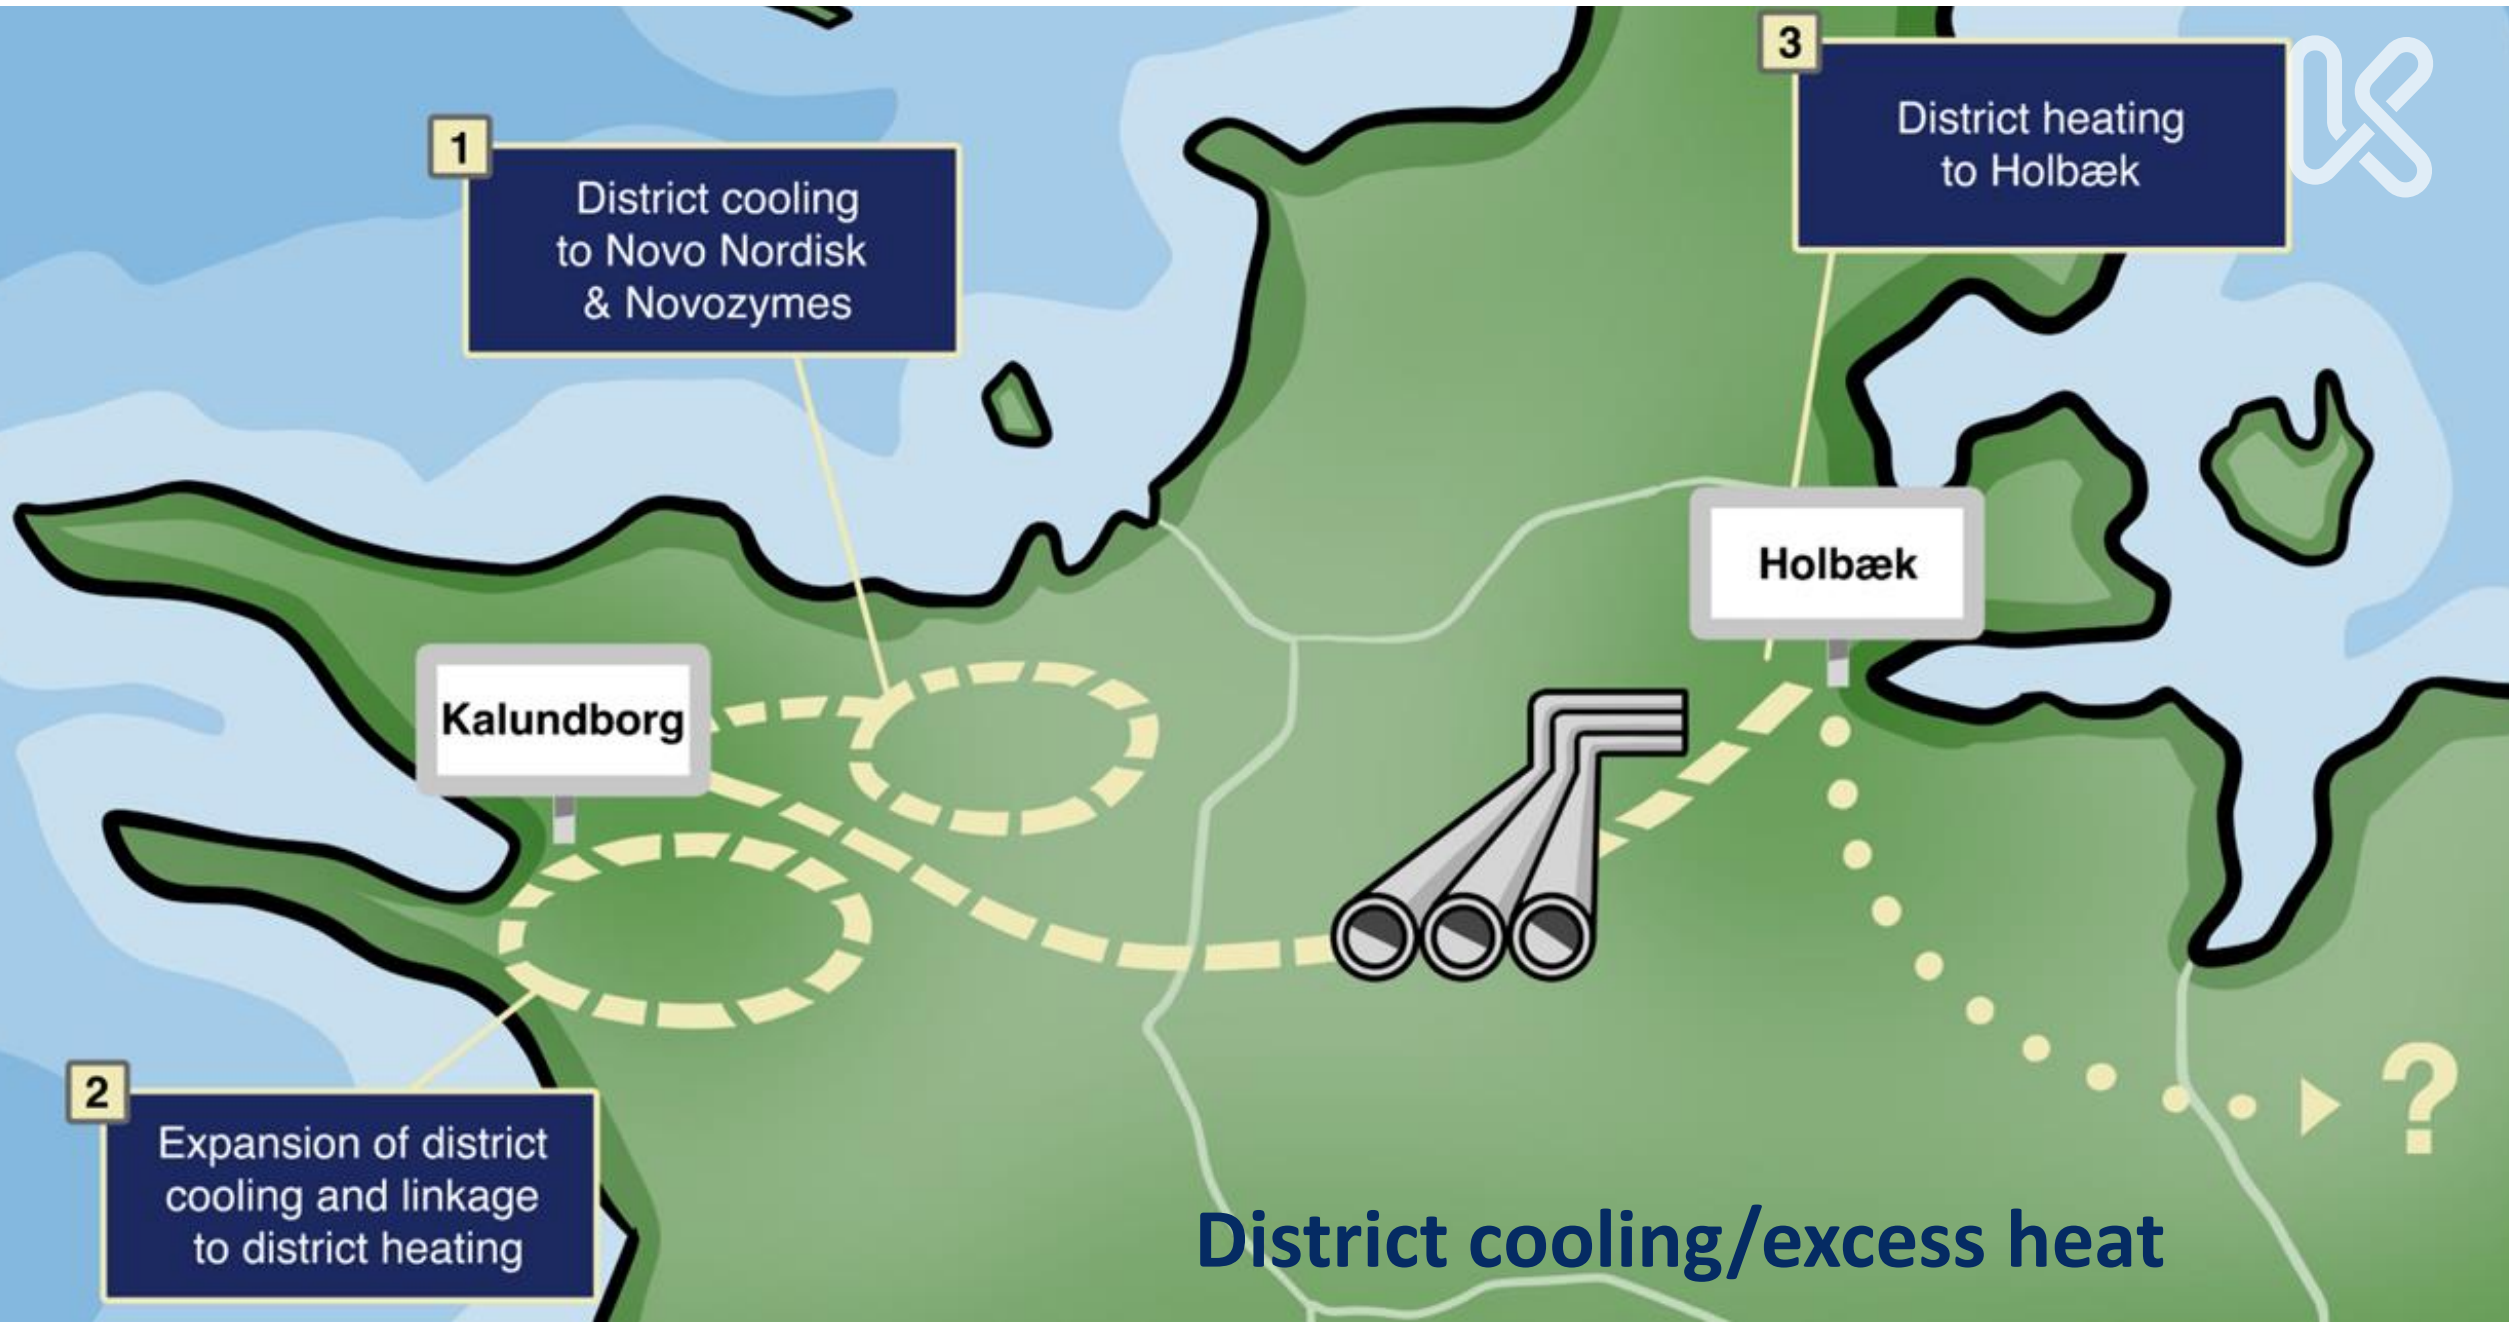 1
District cooling
to Novo Nordisk
& Novozymes
3
District heating
to Holbæk
Holbæk
Kalundborg
2
Expansion of district
cooling and linkage
to district heating
?
District cooling/excess heat